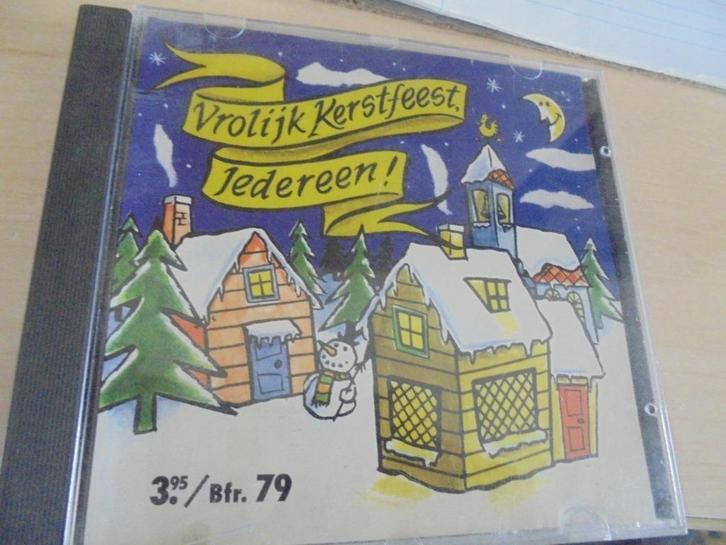 Vrolijk Kerstfeest,
Iedereen!
3.95/Bfr. 79